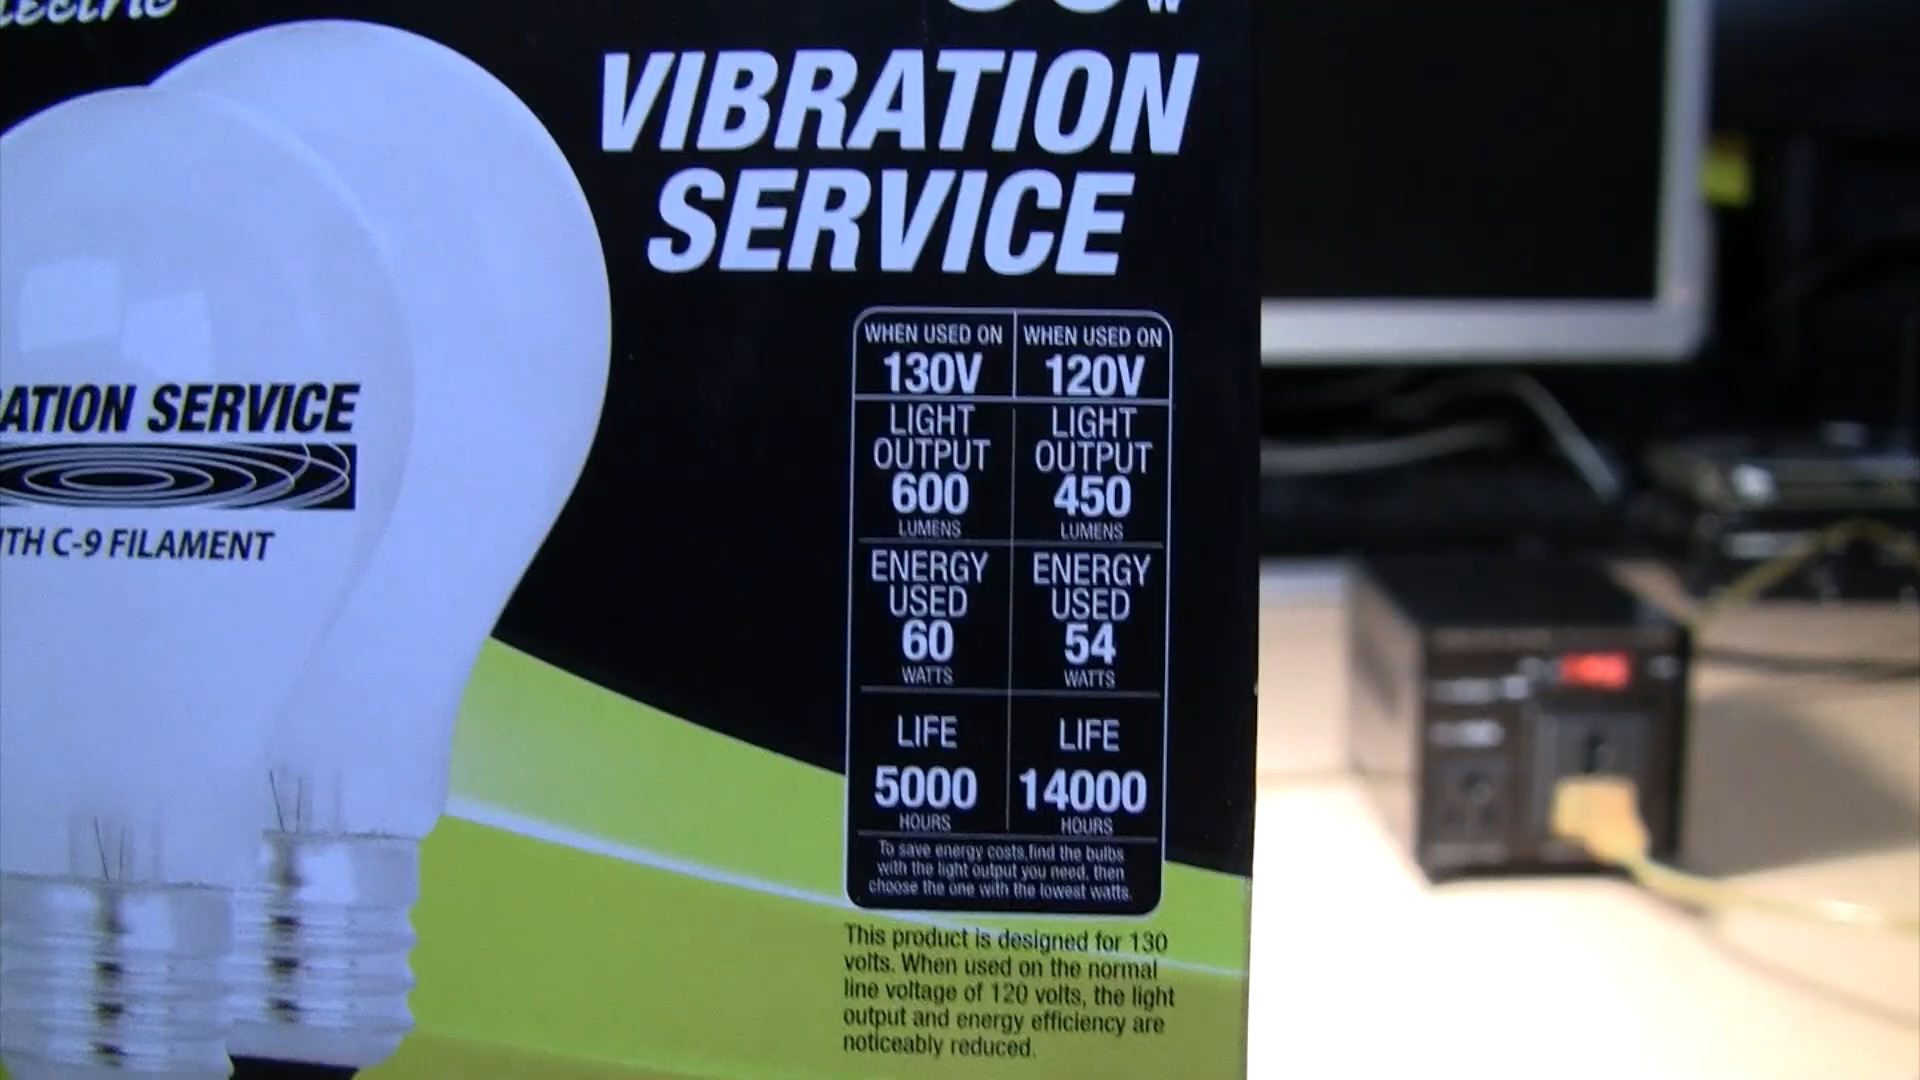 VIBRATION
SERVICE
WHEN USED ON
130V
WHEN USED ON
120V
LIGHT
OUTPUT
600
LUMENS
LIGHT
OUTPUT
450
LUMENS
ENERGY
USED
60
WATTS
ENERGY
USED
54
WATTS
LIFE
5000
HOURS
LIFE
14000
HOURS
To save energy costs,find the bulbs
with the light output you need, then
choose the one with the lowest watts.
This product is designed for 130
volts. When used on the normal
line voltage of 120 volts, the light
output and energy efficiency are
noticeably reduced.
ATION SERVICE
TH C-9 FILAMENT